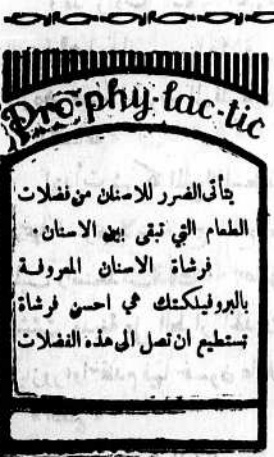 Pro-phy-lac-tic
يتأتى الضرر للاسنان من فضلات
الطعام التي تبقى بين الاسنان.
فرشاة الاسنان المعروفة
بالبروفيلكتك هي احسن فرشاة
تستطيع ان تصل الى هذه الفضلات